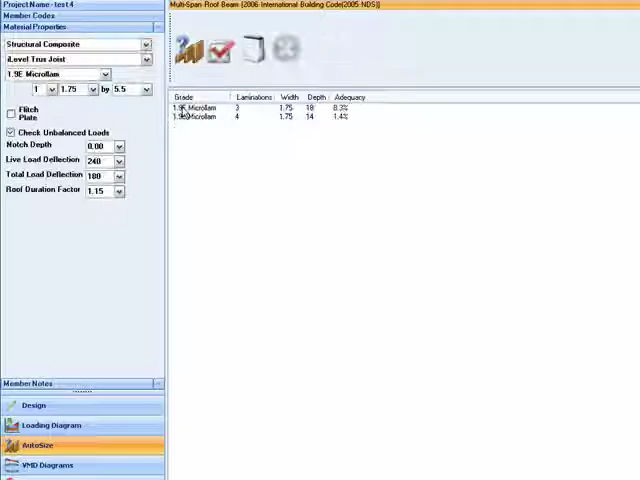 Project Name - test 4
Multi-Span Roof Beam [2006 International Building Code(2005 NDS)]
Member Codes
Material Properties
Structural Composite
iLevel Trus Joist
1.9E Microllam
1 1.75 by 5.5
Flitch
Plate
Check Unbalanced Loads
Notch Depth 0.00
Live Load Deflection 240
Total Load Deflection 180
Roof Duration Factor 1.15
Grade Laminations Width Depth Adequacy
1.9E Microllam 3 1.75 18 8.3%
1.9E Microllam 4 1.75 14 1.4%
Member Notes
Design
Loading Diagram
AutoSize
VMD Diagrams